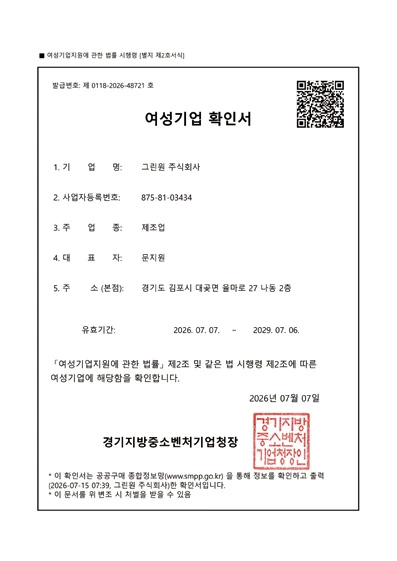 ■ 여성기업지원에 관한 법률 시행령 [별지 제2호서식]
발급번호: 제 0118-2026-48721 호
여성기업 확인서
1. 기 업 명: 그린원 주식회사
2. 사업자등록번호: 875-81-03434
3. 주 업 종: 제조업
4. 대 표 자: 문지원
5. 주 소 (본점): 경기도 김포시 대곶면 율마로 27 나동 2층
유효기간: 2026. 07. 07. ~ 2029. 07. 06.
「여성기업지원에 관한 법률」 제2조 및 같은 법 시행령 제2조에 따른
여성기업에 해당함을 확인합니다.
2026년 07월 07일
경기지방중소벤처기업청장
경기지방
중소벤처
기업청장인
* 이 확인서는 공공구매 종합정보망(www.smpp.go.kr) 을 통해 정보를 확인하고 출력
(2026-07-15 07:39, 그린원 주식회사)한 확인서입니다.
* 이 문서를 위변조 시 처벌을 받을 수 있음